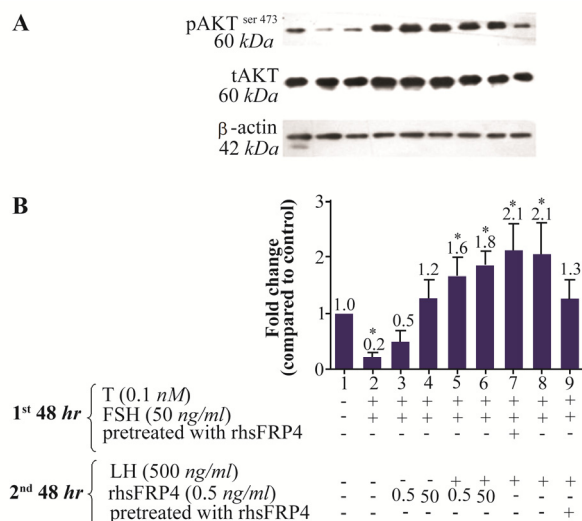 A
pAKT ser 473
60 kDa
tAKT
60 kDa
β-actin
42 kDa
B
Fold change
(compared to control)
3
2
1
0
1.0
*
0.2
0.5
1.2
*
1.6
*
1.8
*
2.1
*
2.1
1.3
1 2 3 4 5 6 7 8 9
1st 48 hr
T (0.1 nM) - + + + + + + + +
FSH (50 ng/ml) - + + + + + + + +
pretreated with rhsFRP4 - - - - - - + - -
2nd 48 hr
LH (500 ng/ml) - - - - + + + + +
rhsFRP4 (0.5 ng/ml) - - 0.5 50 0.5 50 - - -
pretreated with rhsFRP4 - - - - - - - - +